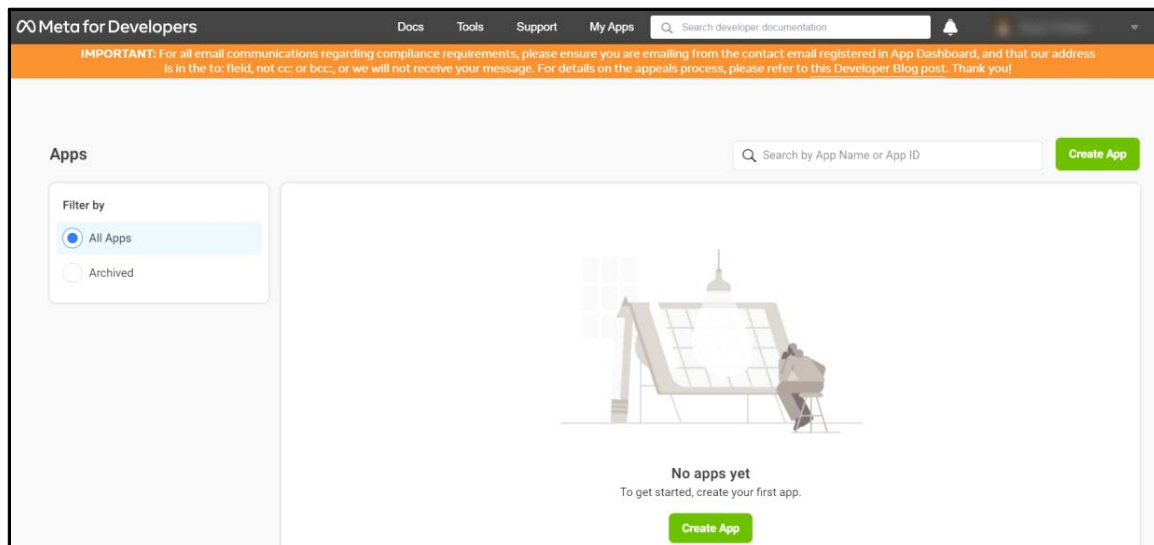 Meta for Developers
Docs
Tools
Support
My Apps
Search developer documentation
IMPORTANT: For all email communications regarding compliance requirements, please ensure you are emailing from the contact email registered in App Dashboard, and that our address
is in the to: field, not cc: or bcc:, or we will not receive your message. For details on the appeals process, please refer to this Developer Blog post. Thank you!
Apps
Search by App Name or App ID
Create App
Filter by
All Apps
Archived
No apps yet
To get started, create your first app.
Create App